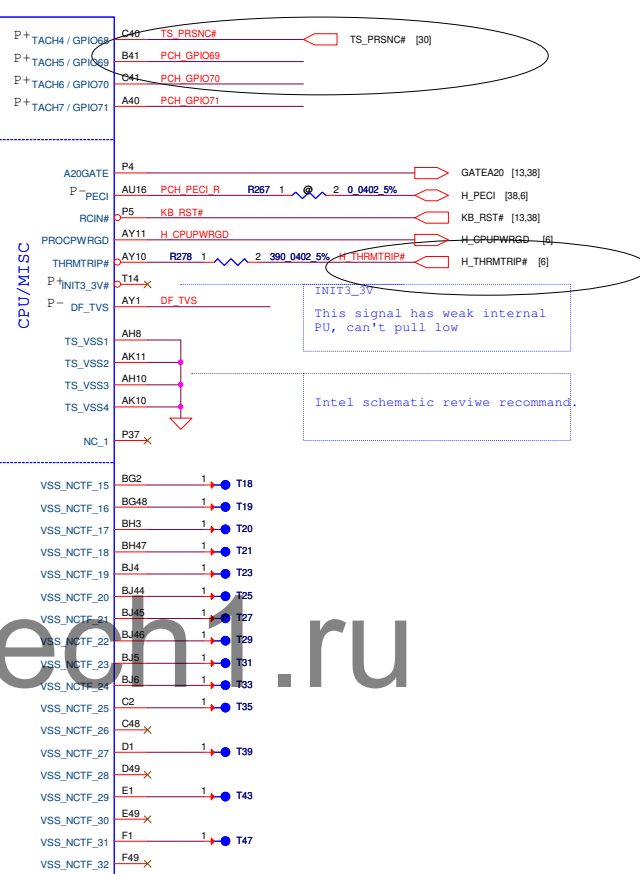 P+ TACH4 / GPIO68 C40 TS_PRSNC# TS_PRSNC# [30]
P+ TACH5 / GPIO69 B41 PCH_GPIO69
P+ TACH6 / GPIO70 C41 PCH_GPIO70
P+ TACH7 / GPIO71 A40 PCH_GPIO71
CPU/MISC
A20GATE P4 GATEA20 [13,38]
P- PECI AU16 PCH_PECI_R R267 1 @ 2 0_0402_5% H_PECI [38,6]
RCIN# P5 KB_RST# KB_RST# [13,38]
PROCPWRGD AY11 H_CPUPWRGD H_CPUPWRGD [6]
THRMTRIP# AY10 R278 1 2 390_0402_5% H_THRMTRIP# H_THRMTRIP# [6]
P+ INIT3_3V# T14
P- DF_TVS AY1 DF_TVS
INIT3_3V
This signal has weak internal
PU, can't pull low
TS_VSS1 AH8
TS_VSS2 AK11
TS_VSS3 AH10
TS_VSS4 AK10
Intel schematic reviwe recommand.
NC_1 P37
VSS_NCTF_15 BG2 1 T18
VSS_NCTF_16 BG48 1 T19
VSS_NCTF_17 BH3 1 T20
VSS_NCTF_18 BH47 1 T21
VSS_NCTF_19 BJ4 1 T23
VSS_NCTF_20 BJ44 1 T25
VSS_NCTF_21 BJ45 1 T27
VSS_NCTF_22 BJ46 1 T29
VSS_NCTF_23 BJ5 1 T31
VSS_NCTF_24 BJ6 1 T33
VSS_NCTF_25 C2 1 T35
VSS_NCTF_26 C48
VSS_NCTF_27 D1 1 T39
VSS_NCTF_28 D49
VSS_NCTF_29 E1 1 T43
VSS_NCTF_30 E49
VSS_NCTF_31 F1 1 T47
VSS_NCTF_32 F49
ech1.ru